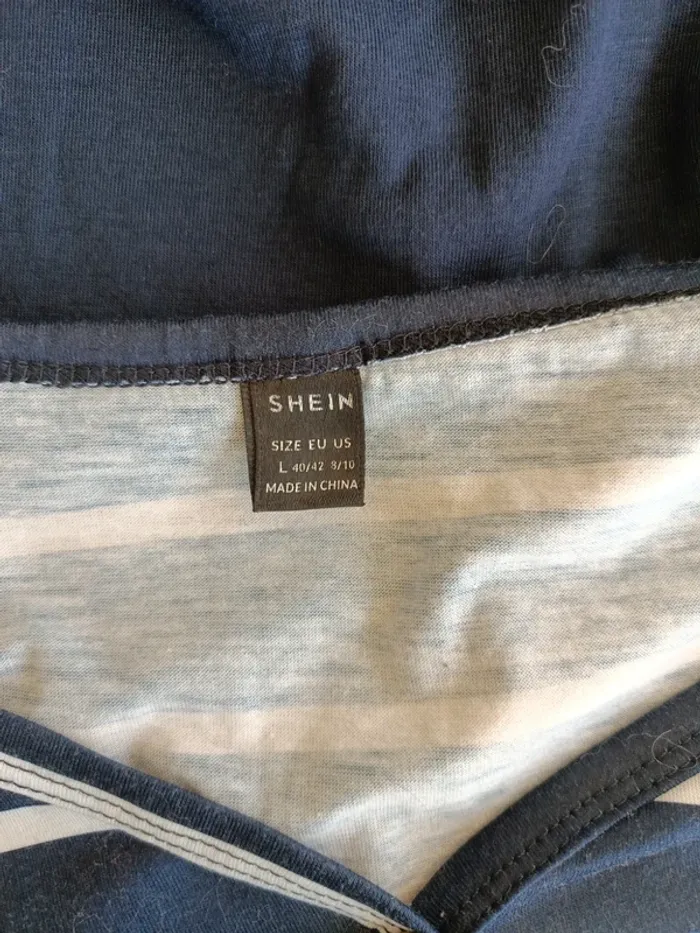 SHEIN
SIZE EU US
L 40/42 8/10
MADE IN CHINA